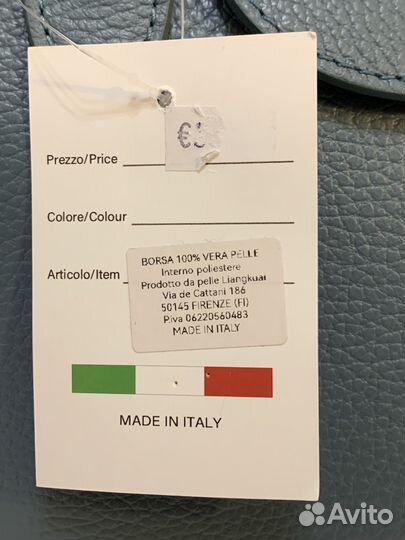 €
Prezzo/Price
Colore/Colour
Articolo/Item
BORSA 100% VERA PELLE
Interno poliestere
Prodotto da pelle Liangkuai
Via de Cattani 186
50145 FIRENZE (FI)
P.iva 06220560483
MADE IN ITALY
MADE IN ITALY
Avito